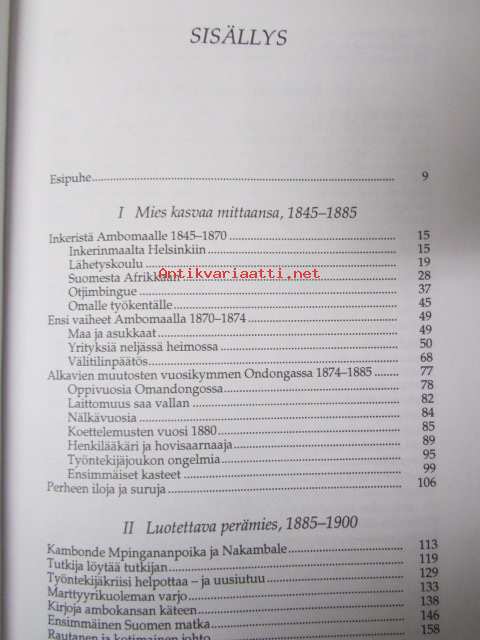 SISÄLLYS
Esipuhe 9
I Mies kasvaa mittaansa, 1845–1885
Inkeristä Ambomaalle 1845–1870 15
Inkerinmaalta Helsinkiin 15
Lähetyskoulu 19
Suomesta Afrikkaan 28
Antikvariaatti.net
Otjimbingue 37
Omalle työkentälle 45
Ensi vaiheet Ambomaalla 1870–1874 49
Maa ja asukkaat 49
Yrityksiä neljässä heimossa 50
Välitilinpäätös 68
Alkavien muutosten vuosikymmen Ondongassa 1874–1885 77
Oppivuosia Omandongossa 78
Laittomuus saa vallan 82
Nälkävuosia 84
Koettelemusten vuosi 1880 85
Henkilääkäri ja hovisaarnaaja 89
Työntekijäjoukon ongelmia 95
Ensimmäiset kasteet 99
Perheen iloja ja suruja 106
II Luotettava perämies, 1885–1900
Kambonde Mpingananpoika ja Nakambale 113
Tutkija löytää tutkijan 119
Työntekijäkriisi helpottaa – ja uusiutuu 129
Marttyyrikuoleman varjo 133
Kirjoja ambokansan käteen 138
Ensimmäinen Suomen matka 146
Rautanen ja kotimainen johto 158